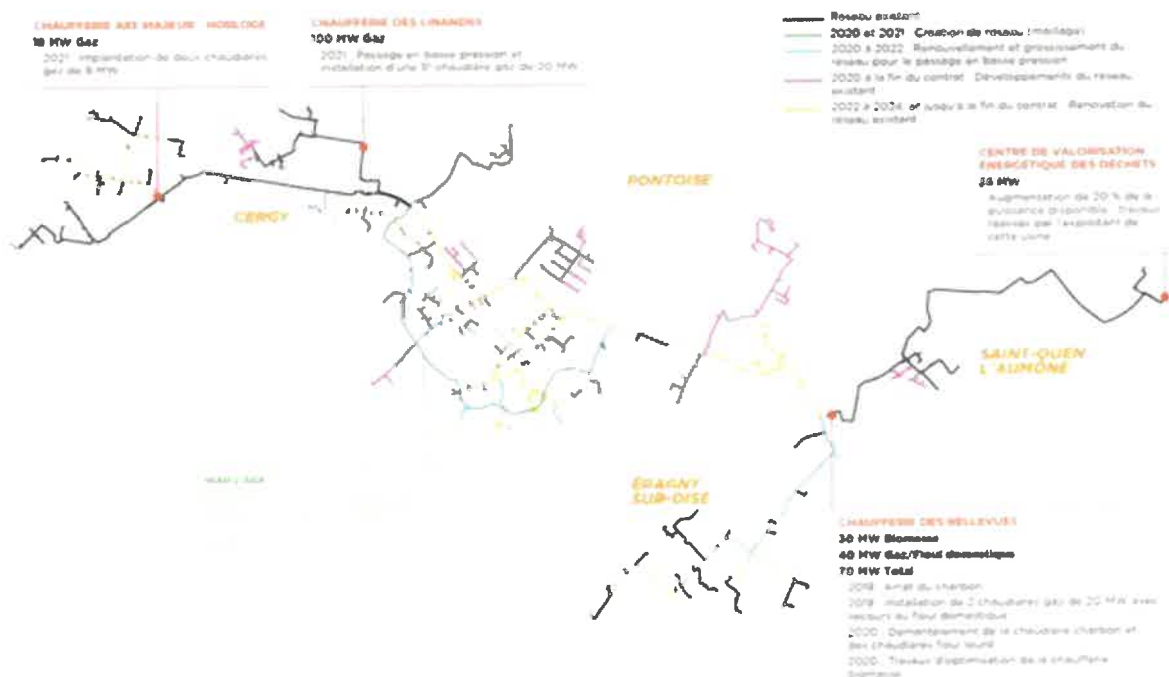 CHAUFFERIE AXE MAJEUR - HORLOGE
CHAUFFERIE DES LINANDES
100 MW Gaz
2021 : Implantation de deux chaudières
gaz de 9 MW
2021 : Passage en basse pression et
installation d'une 5e chaudière gaz de 20 MW
Réseau existant
2020 et 2021 : Création de réseau (maillage)
2020 à 2022 : Renouvellement et grossissement du
réseau pour le passage en basse pression
2020 à la fin du contrat : Développements du réseau
existant
2022 à 2024, et jusqu'à la fin du contrat : Rénovation du
réseau existant
CENTRE DE VALORISATION
ÉNERGÉTIQUE DES DÉCHETS
MW
Augmentation de 20 % de la
puissance disponible. Travaux
réalisés par l'exploitant de
cette usine
PONTOISE
CERGY
SAINT-OUEN
L'AUMÔNE
MAILLAGE
ÉRAGNY
SUR-OISE
CHAUFFERIE DES BELLEVUES
30 MW Biomasse
40 MW Gaz/Fioul domestique
70 MW Total
2019 : Arrêt du charbon
2019 : Installation de 2 chaudières gaz de 20 MW avec
secours au fioul domestique
2020 : Démantèlement de la chaudière charbon et
des chaudières fioul lourd
2020 : Travaux d'optimisation de la chaufferie
biomasse